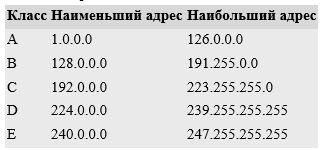 Класс Наименьший адрес Наибольший адрес
A 1.0.0.0 126.0.0.0
B 128.0.0.0 191.255.0.0
C 192.0.0.0 223.255.255.0
D 224.0.0.0 239.255.255.255
E 240.0.0.0 247.255.255.255